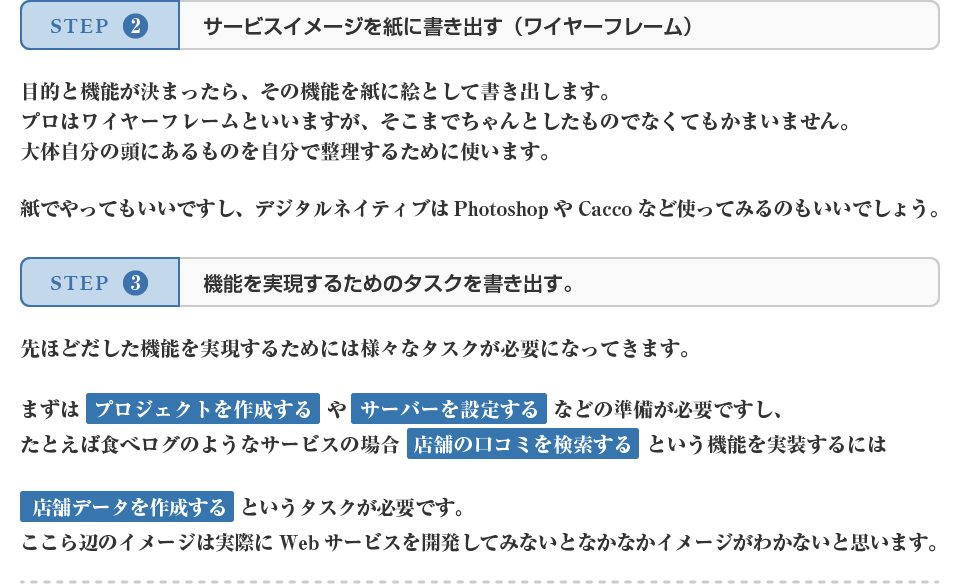 STEP 2 サービスイメージを紙に書き出す（ワイヤーフレーム）
目的と機能が決まったら、その機能を紙に絵として書き出します。
プロはワイヤーフレームといいますが、そこまでちゃんとしたものでなくてもかまいません。
大体自分の頭にあるものを自分で整理するために使います。
紙でやってもいいですし、デジタルネイティブは Photoshop や Cacco など使ってみるのもいいでしょう。
STEP 3 機能を実現するためのタスクを書き出す。
先ほどだした機能を実現するためには様々なタスクが必要になってきます。
まずは プロジェクトを作成する や サーバーを設定する などの準備が必要ですし、
たとえば食べログのようなサービスの場合 店舗の口コミを検索する という機能を実装するには
店舗データを作成する というタスクが必要です。
ここら辺のイメージは実際に Web サービスを開発してみないとなかなかイメージがわかないと思います。